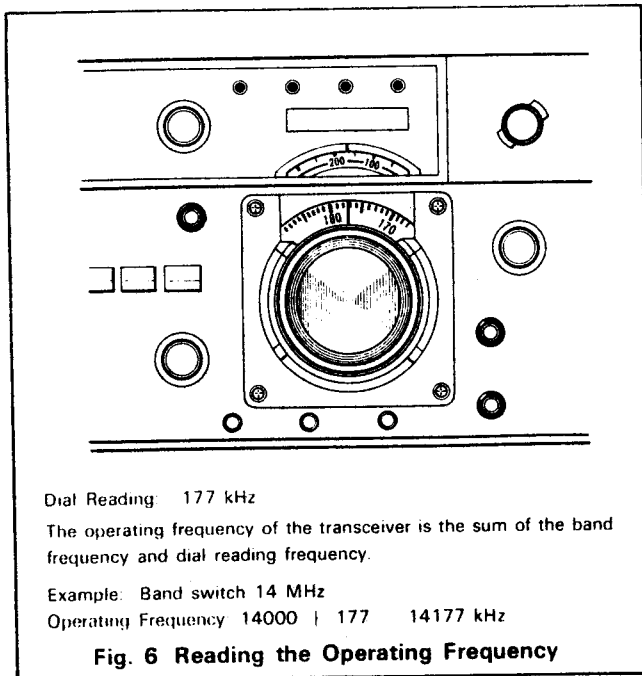 200 100
180 170
Dial Reading: 177 kHz
The operating frequency of the transceiver is the sum of the band
frequency and dial reading frequency.
Example: Band switch 14 MHz
Operating Frequency 14000 | 177 14177 kHz
Fig. 6 Reading the Operating Frequency